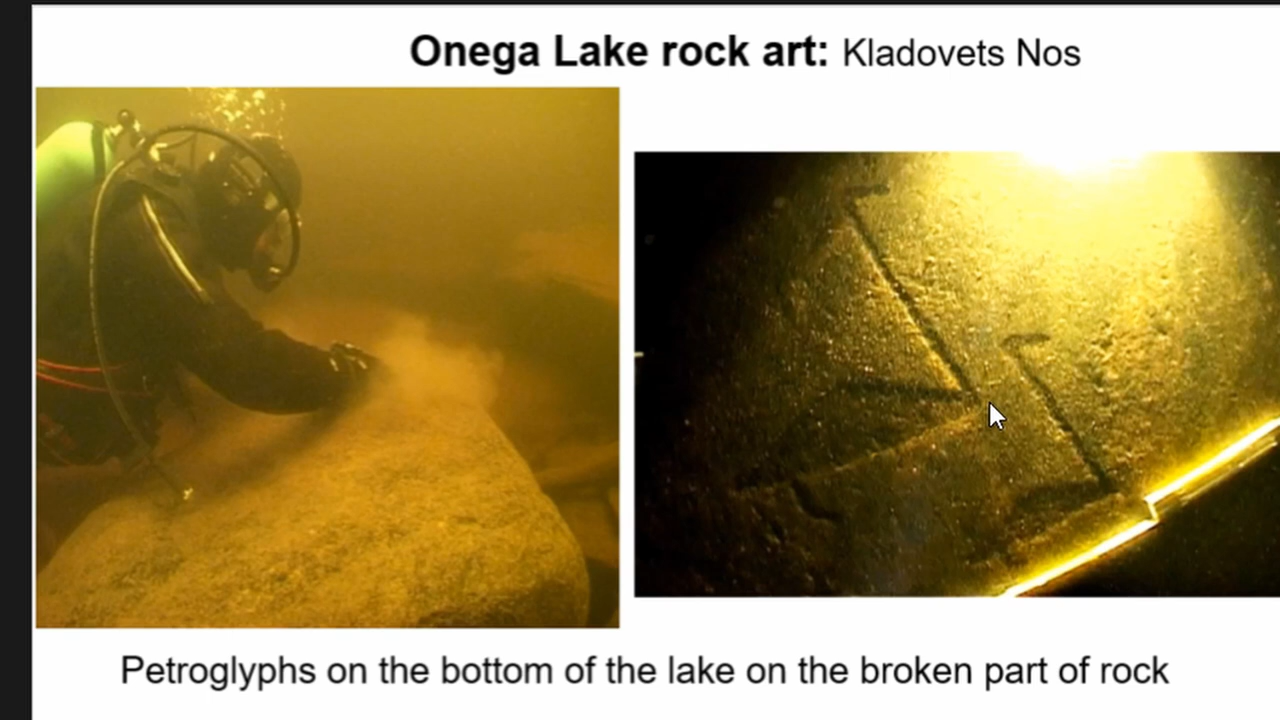 Onega Lake rock art: Kladovets Nos
Petroglyphs on the bottom of the lake on the broken part of rock